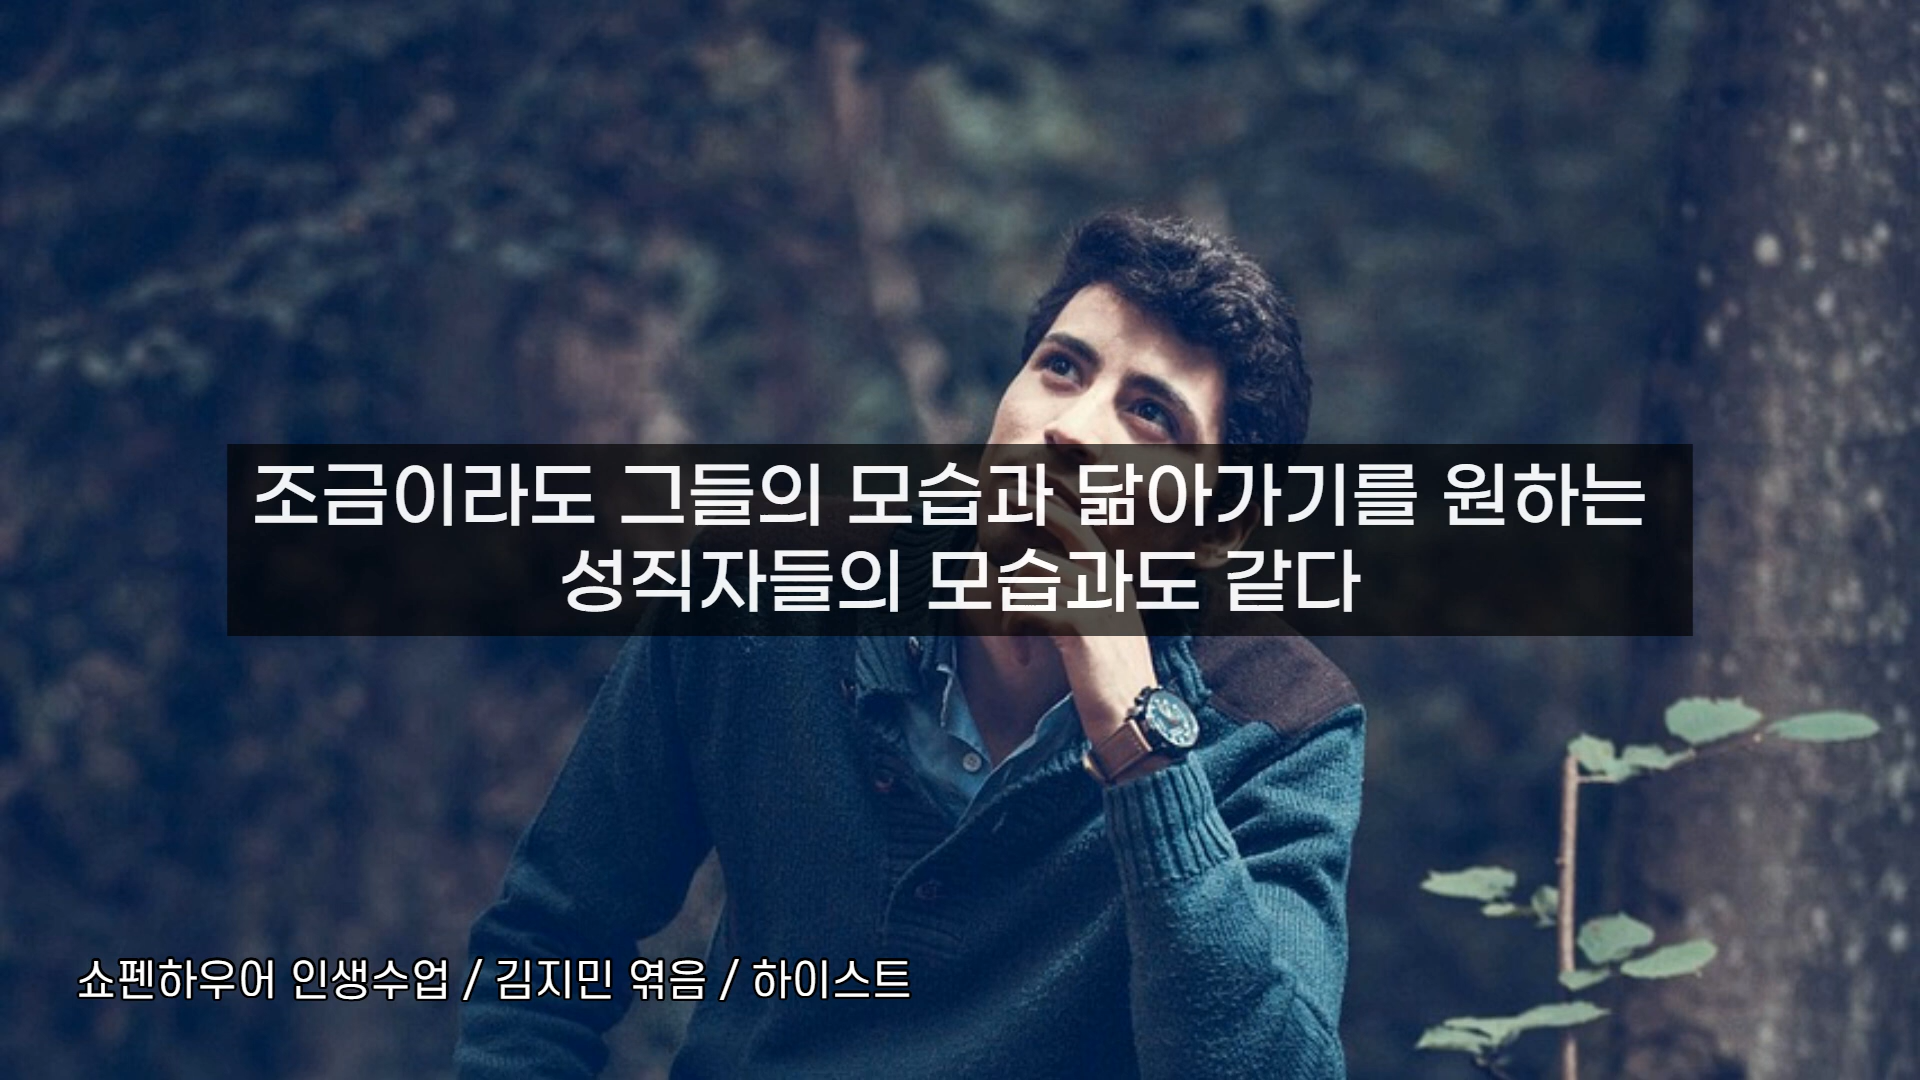 조금이라도 그들의 모습과 닮아가기를 원하는
성직자들의 모습과도 같다
쇼펜하우어 인생수업 / 김지민 엮음 / 하이스트